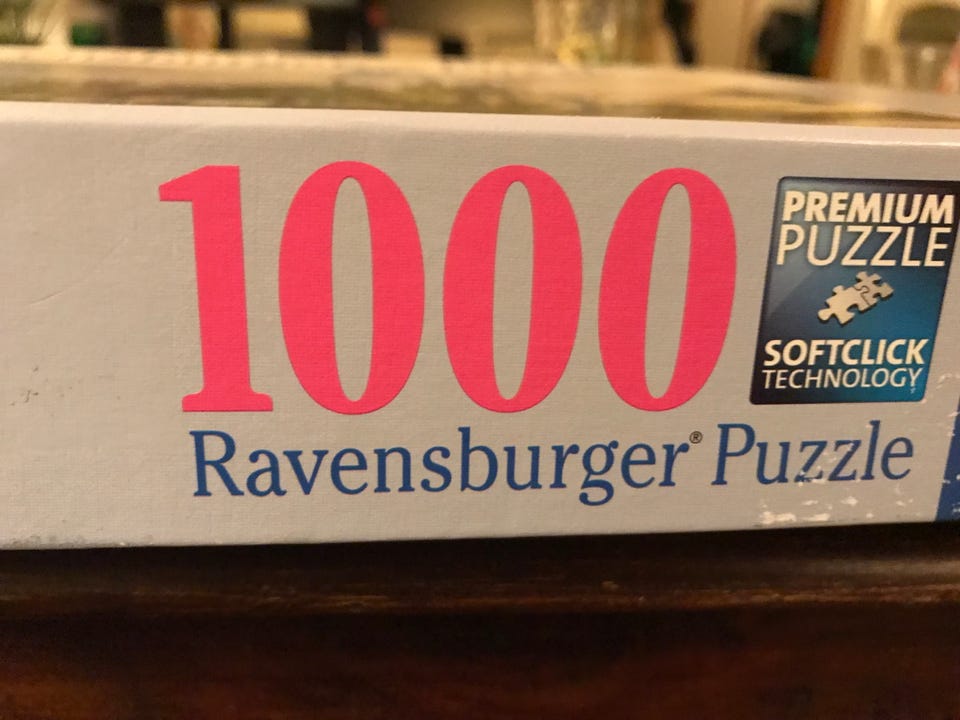 1000
PREMIUM
PUZZLE
SOFTCLICK
TECHNOLOGY
Ravensburger® Puzzle